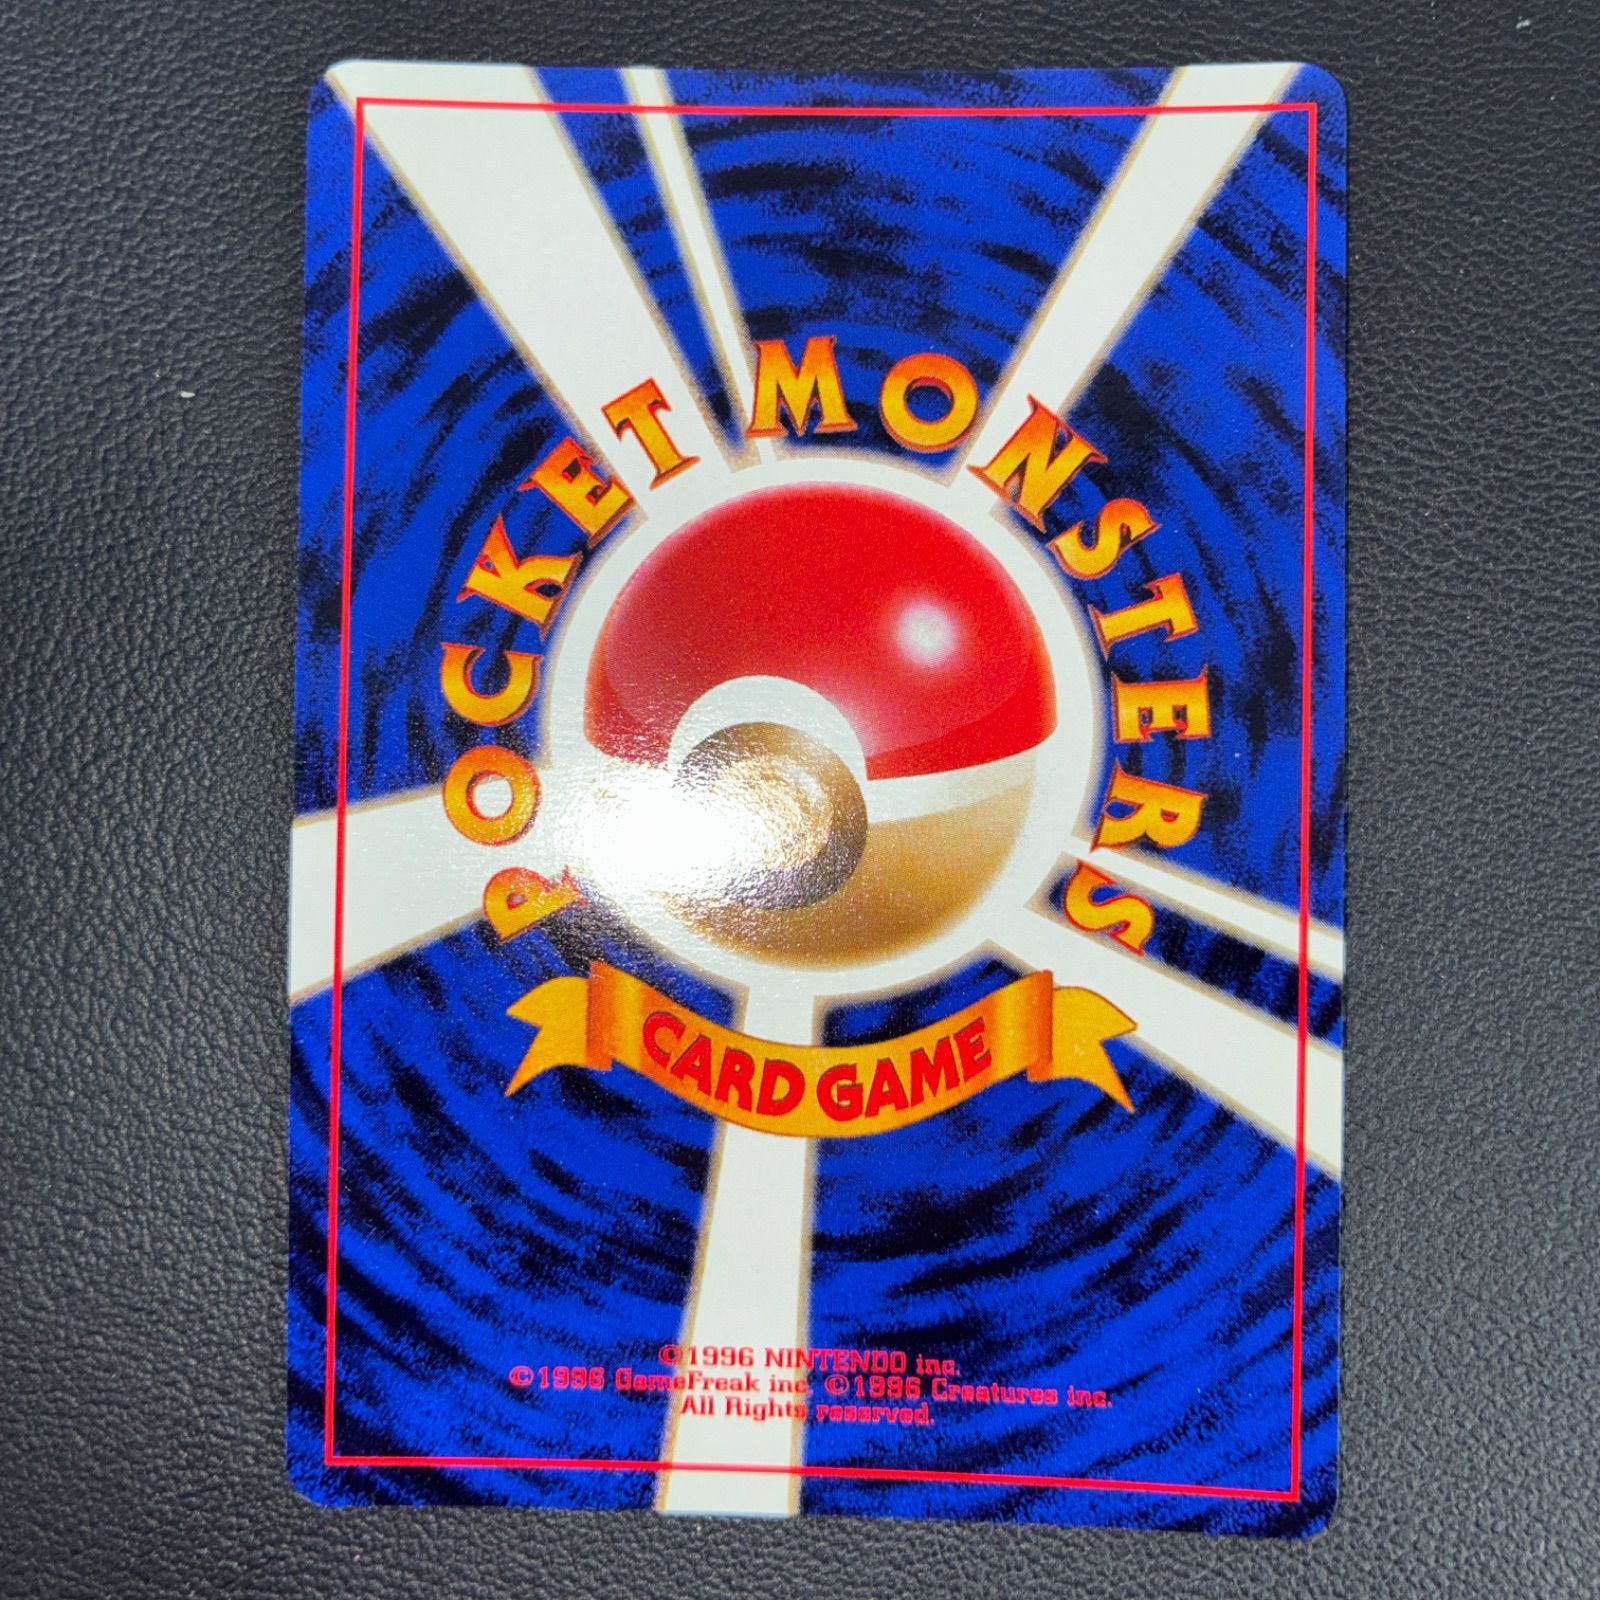 POCKET MONSTERS
CARD GAME
©1996 NINTENDO inc.
©1996 GameFreak inc. ©1996 Creatures inc.
All Rights reserved.